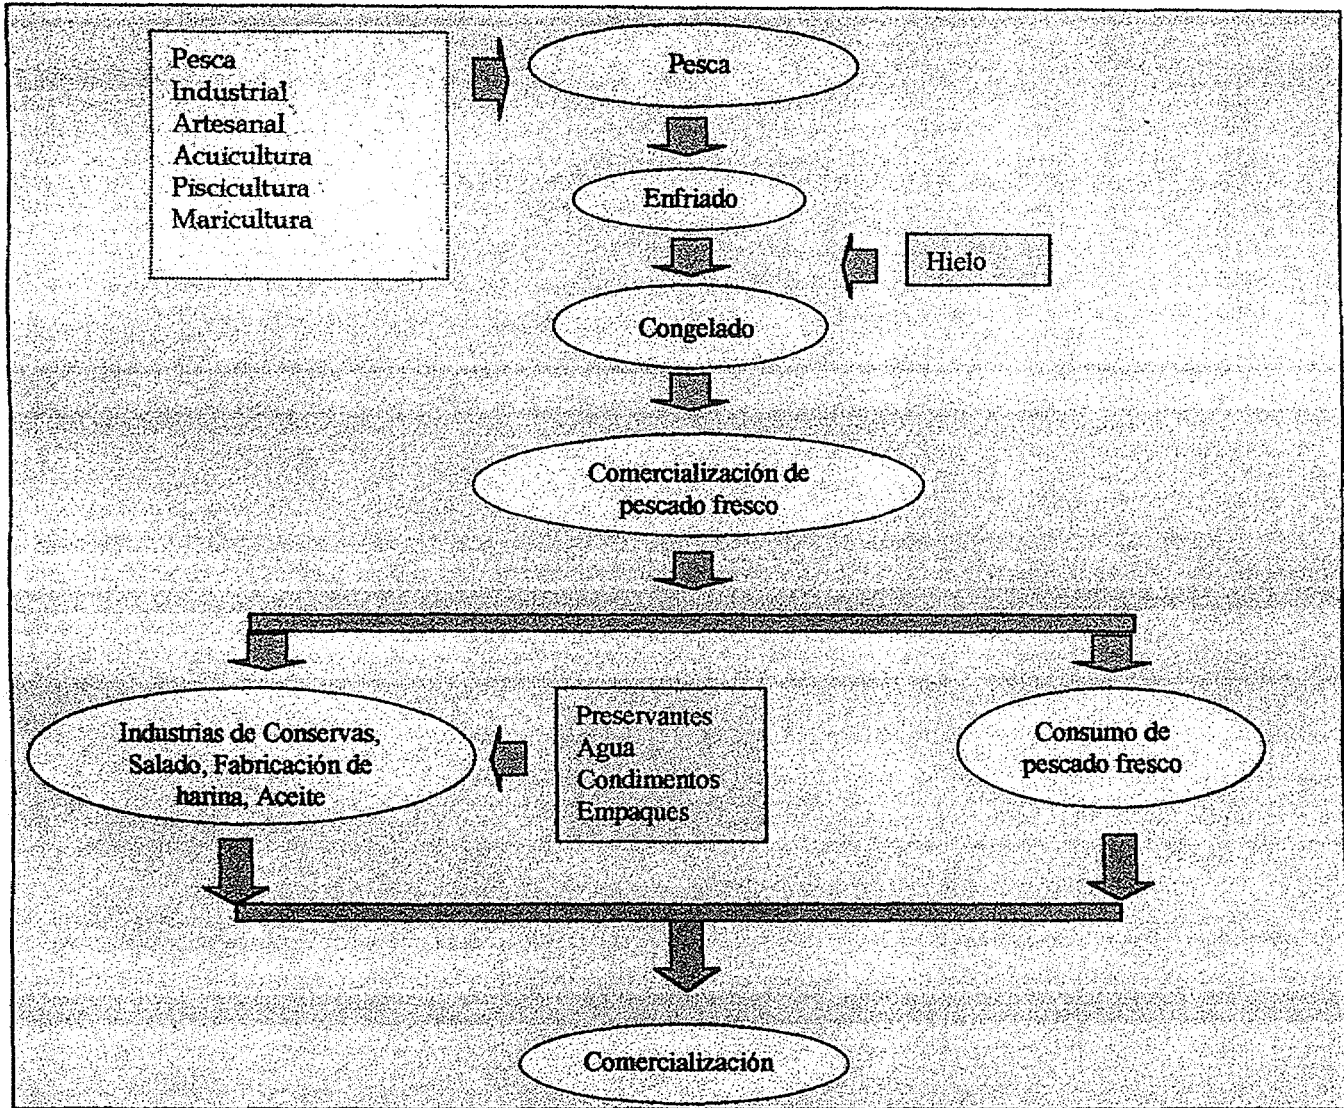 Pesca
Industrial
Artesanal
Acuicultura
Piscicultura
Maricultura
Pesca
Enfriado
Hielo
Congelado
Comercialización de
pescado fresco
Industrias de Conservas,
Salado, Fabricación de
harina, Aceite
Preservantes
Agua
Condimentos
Empaques
Consumo de
pescado fresco
Comercialización